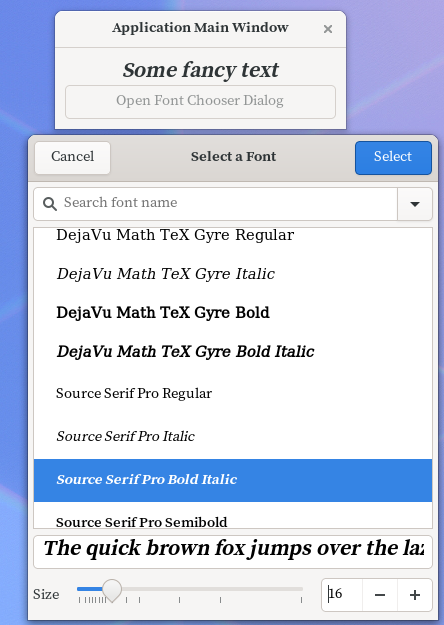 Application Main Window
Some fancy text
Open Font Chooser Dialog
Cancel
Select a Font
Select
Search font name
DejaVu Math TeX Gyre Regular
DejaVu Math TeX Gyre Italic
DejaVu Math TeX Gyre Bold
DejaVu Math TeX Gyre Bold Italic
Source Serif Pro Regular
Source Serif Pro Italic
Source Serif Pro Bold Italic
Source Serif Pro Semibold
The quick brown fox jumps over the laz
Size
16